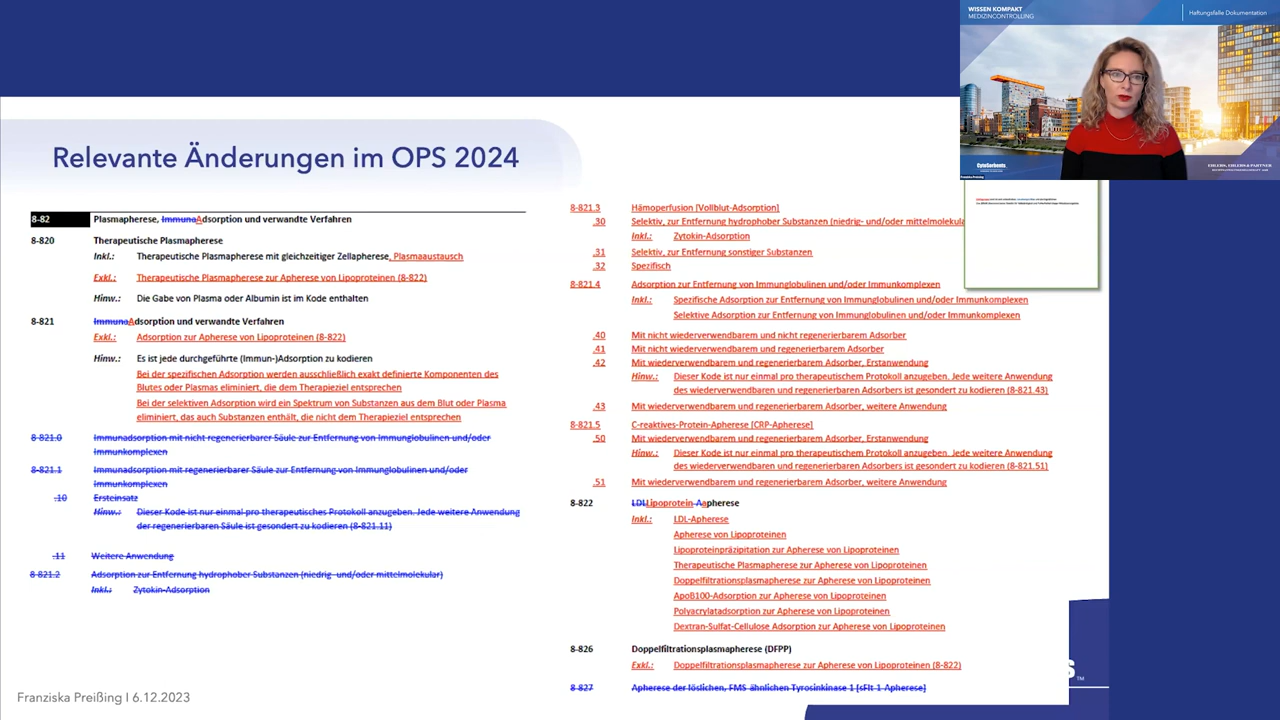 WISSEN KOMPAKT
MEDIZINCONTROLLING
Haftungsfalle Dokumentation
CytoSorbents
EHLERS, EHLERS & PARTNER
Franziska Preißing
Relevante Änderungen im OPS 2024
8-82 Plasmapherese, ImmunaAdsorption und verwandte Verfahren
8-820 Therapeutische Plasmapherese
Inkl.: Therapeutische Plasmapherese mit gleichzeitiger Zellapherese, Plasmaaustausch
Exkl.: Therapeutische Plasmapherese zur Apherese von Lipoproteinen (8-822)
Hinw.: Die Gabe von Plasma oder Albumin ist im Kode enthalten
8-821 ImmunaAdsorption und verwandte Verfahren
Exkl.: Adsorption zur Apherese von Lipoproteinen (8-822)
Hinw.: Es ist jede durchgeführte (Immun-)Adsorption zu kodieren
Bei der spezifischen Adsorption werden ausschließlich exakt definierte Komponenten des
Blutes oder Plasmas eliminiert, die dem Therapieziel entsprechen
Bei der selektiven Adsorption wird ein Spektrum von Substanzen aus dem Blut oder Plasma
eliminiert, das auch Substanzen enthält, die nicht dem Therapieziel entsprechen
8-821.0 Immunadsorption mit nicht regenerierbarer Säule zur Entfernung von Immunglobulinen und/oder
Immunkomplexen
8-821.1 Immunadsorption mit regenerierbarer Säule zur Entfernung von Immunglobulinen und/oder
Immunkomplexen
.10 Ersteinsatz
Hinw.: Dieser Kode ist nur einmal pro therapeutisches Protokoll anzugeben. Jede weitere Anwendung
der regenerierbaren Säule ist gesondert zu kodieren (8-821.11)
.11 Weitere Anwendung
8-821.2 Adsorption zur Entfernung hydrophober Substanzen (niedrig- und/oder mittelmolekular)
Inkl.: Zytokin-Adsorption
8-821.3 Hämoperfusion [Vollblut-Adsorption]
.30 Selektiv, zur Entfernung hydrophober Substanzen (niedrig- und/oder mittelmolekula
Inkl.: Zytokin-Adsorption
.31 Selektiv, zur Entfernung sonstiger Substanzen
.32 Spezifisch
8-821.4 Adsorption zur Entfernung von Immunglobulinen und/oder Immunkomplexen
Inkl.: Spezifische Adsorption zur Entfernung von Immunglobulinen und/oder Immunkomplexen
Selektive Adsorption zur Entfernung von Immunglobulinen und/oder Immunkomplexen
.40 Mit nicht wiederverwendbarem und nicht regenerierbarem Adsorber
.41 Mit nicht wiederverwendbarem und regenerierbarem Adsorber
.42 Mit wiederverwendbarem und regenerierbarem Adsorber, Erstanwendung
Hinw.: Dieser Kode ist nur einmal pro therapeutischem Protokoll anzugeben. Jede weitere Anwendung
des wiederverwendbaren und regenerierbaren Adsorbers ist gesondert zu kodieren (8-821.43)
.43 Mit wiederverwendbarem und regenerierbarem Adsorber, weitere Anwendung
8-821.5 C-reaktives-Protein-Apherese [CRP-Apherese]
.50 Mit wiederverwendbarem und regenerierbarem Adsorber, Erstanwendung
Hinw.: Dieser Kode ist nur einmal pro therapeutischem Protokoll anzugeben. Jede weitere Anwendung
des wiederverwendbaren und regenerierbaren Adsorbers ist gesondert zu kodieren (8-821.51)
.51 Mit wiederverwendbarem und regenerierbarem Adsorber, weitere Anwendung
8-822 LDL-Lipoprotein-Aapherese
Inkl.: LDL-Apherese
Apherese von Lipoproteinen
Lipoproteinpräzipitation zur Apherese von Lipoproteinen
Therapeutische Plasmapherese zur Apherese von Lipoproteinen
Doppelfiltrationsplasmapherese zur Apherese von Lipoproteinen
ApoB100-Adsorption zur Apherese von Lipoproteinen
Polyacrylatadsorption zur Apherese von Lipoproteinen
Dextran-Sulfat-Cellulose Adsorption zur Apherese von Lipoproteinen
8-826 Doppelfiltrationsplasmapherese (DFPP)
Exkl.: Doppelfiltrationsplasmapherese zur Apherese von Lipoproteinen (8-822)
8-827 Apherese der löslichen, FMS-ähnlichen Tyrosinkinase 1 [sFlt-1-Apherese]
S™
Franziska Preißing I 6.12.2023